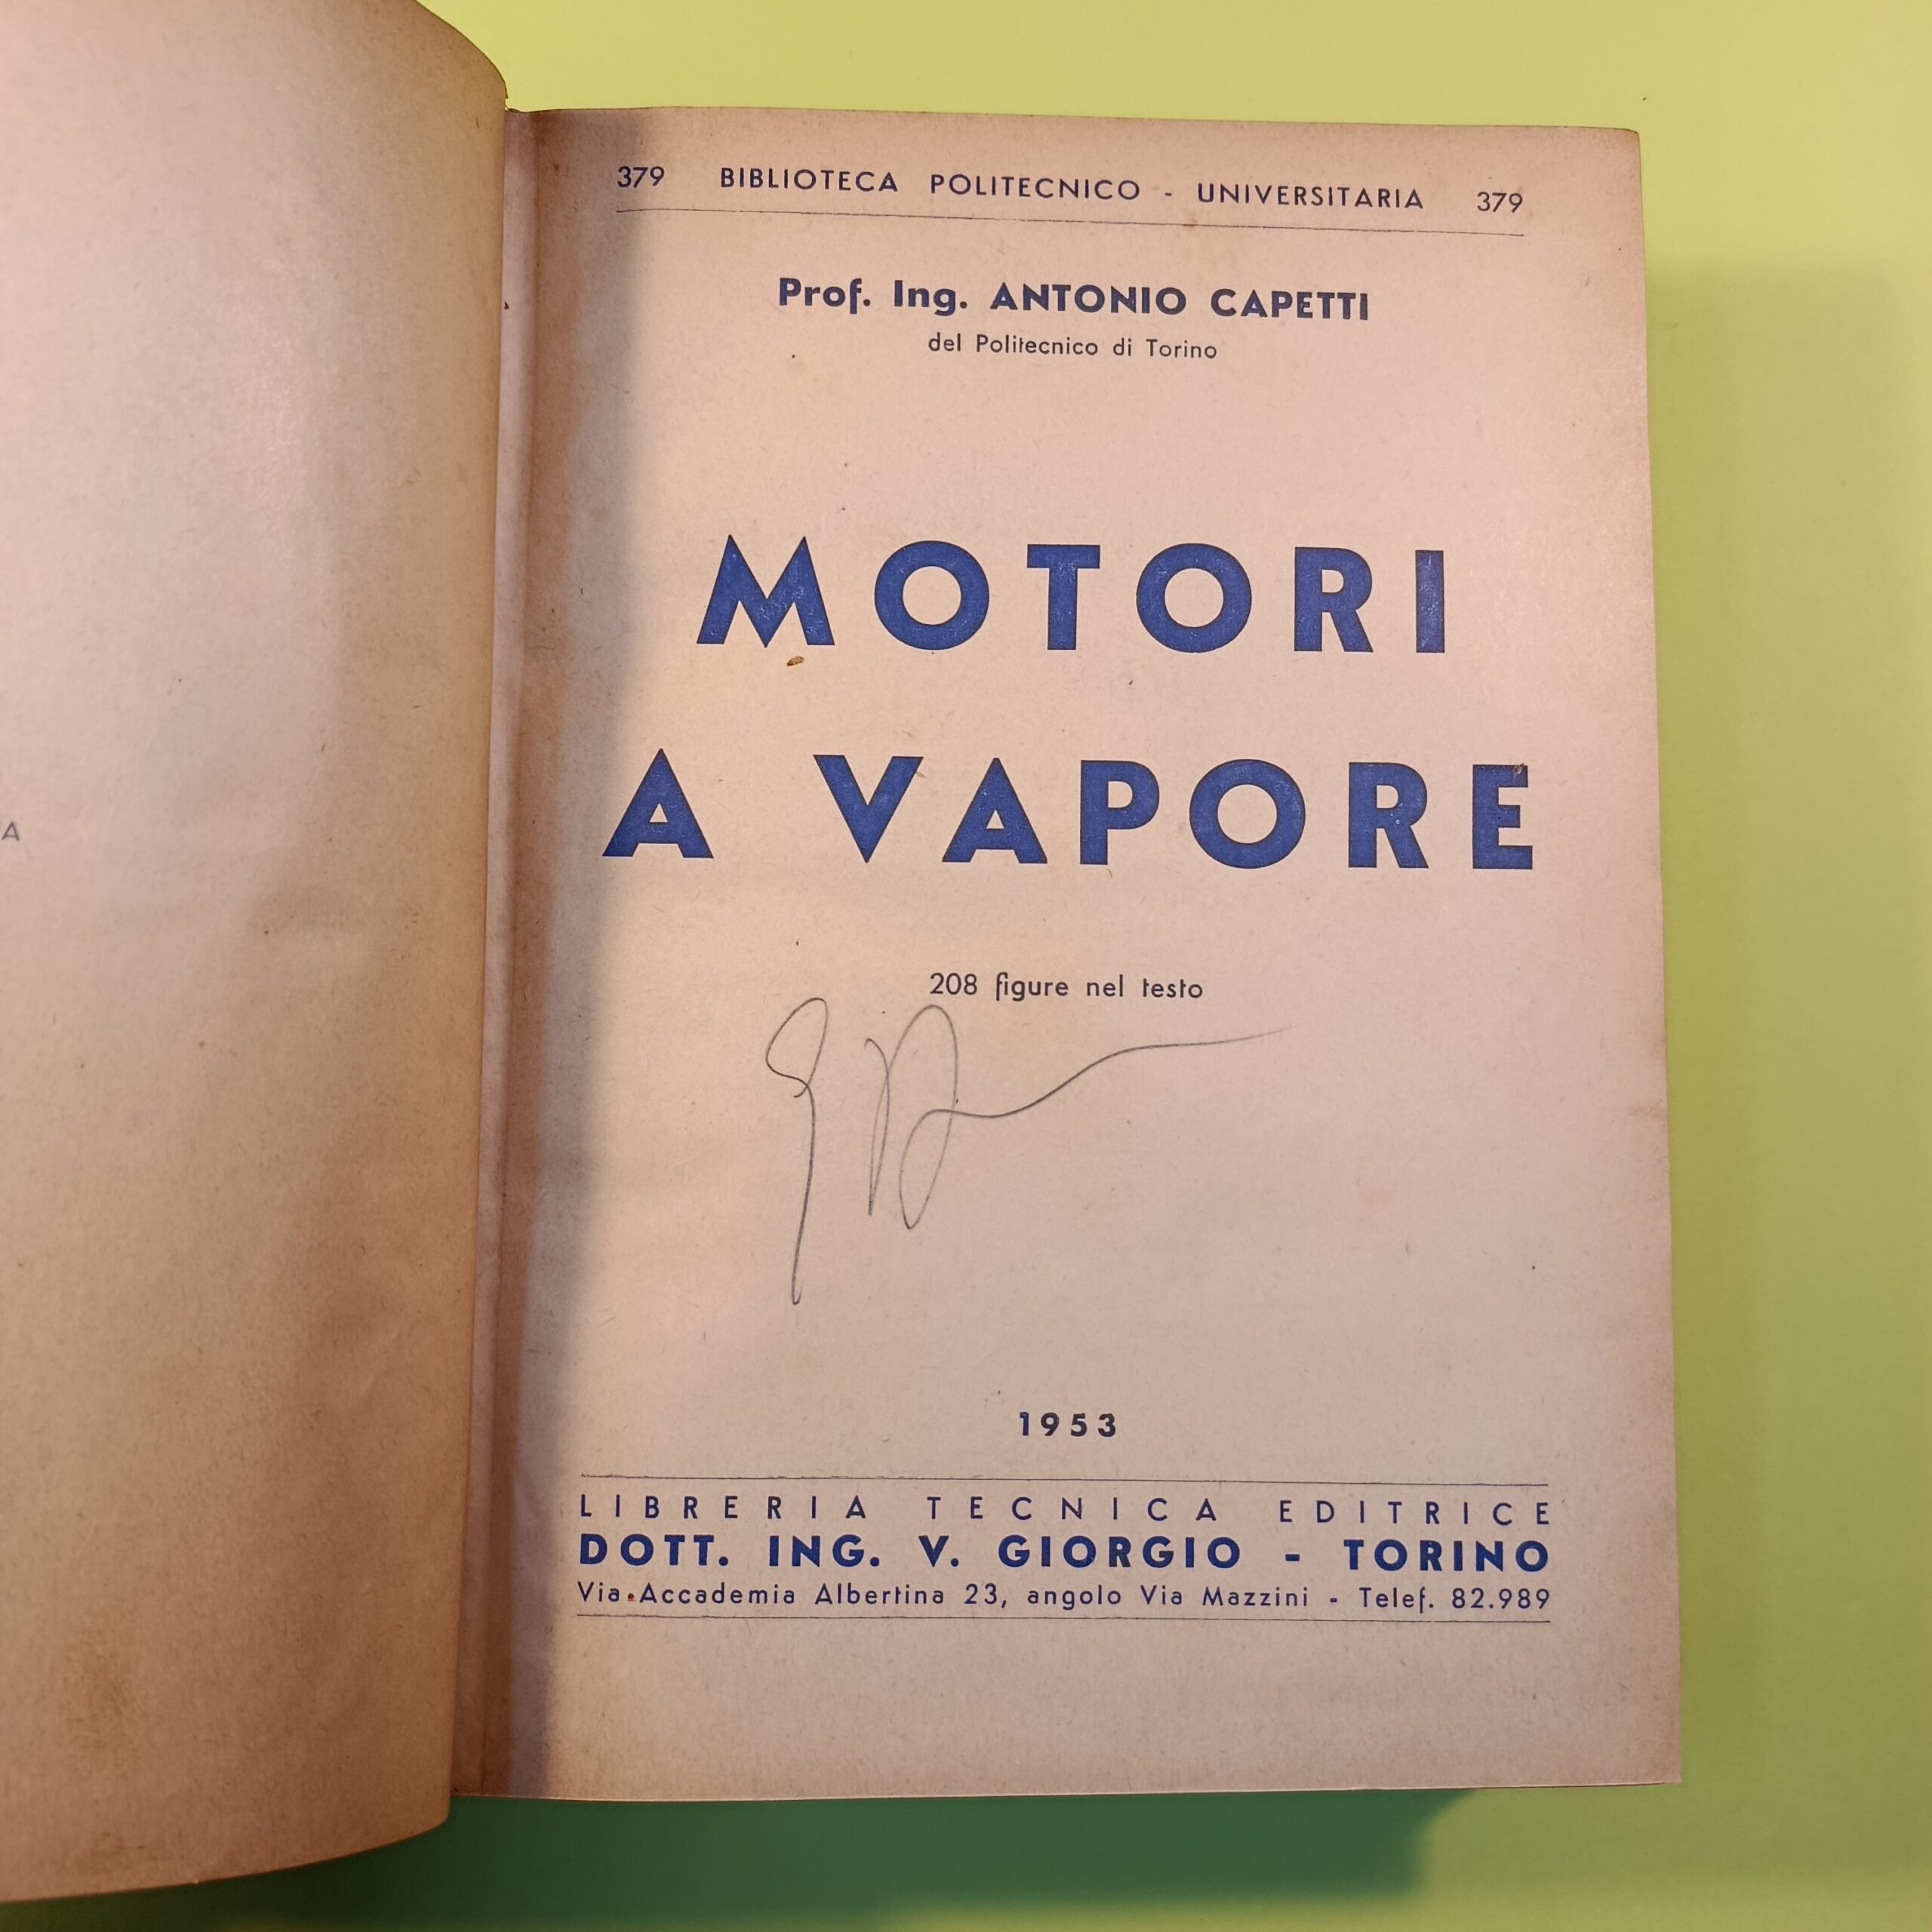 379 BIBLIOTECA POLITECNICO - UNIVERSITARIA 379
Prof. Ing. ANTONIO CAPETTI
del Politecnico di Torino
MOTORI
A VAPORE
208 figure nel testo
1953
LIBRERIA TECNICA EDITRICE
DOTT. ING. V. GIORGIO - TORINO
Via Accademia Albertina 23, angolo Via Mazzini - Telef. 82.989